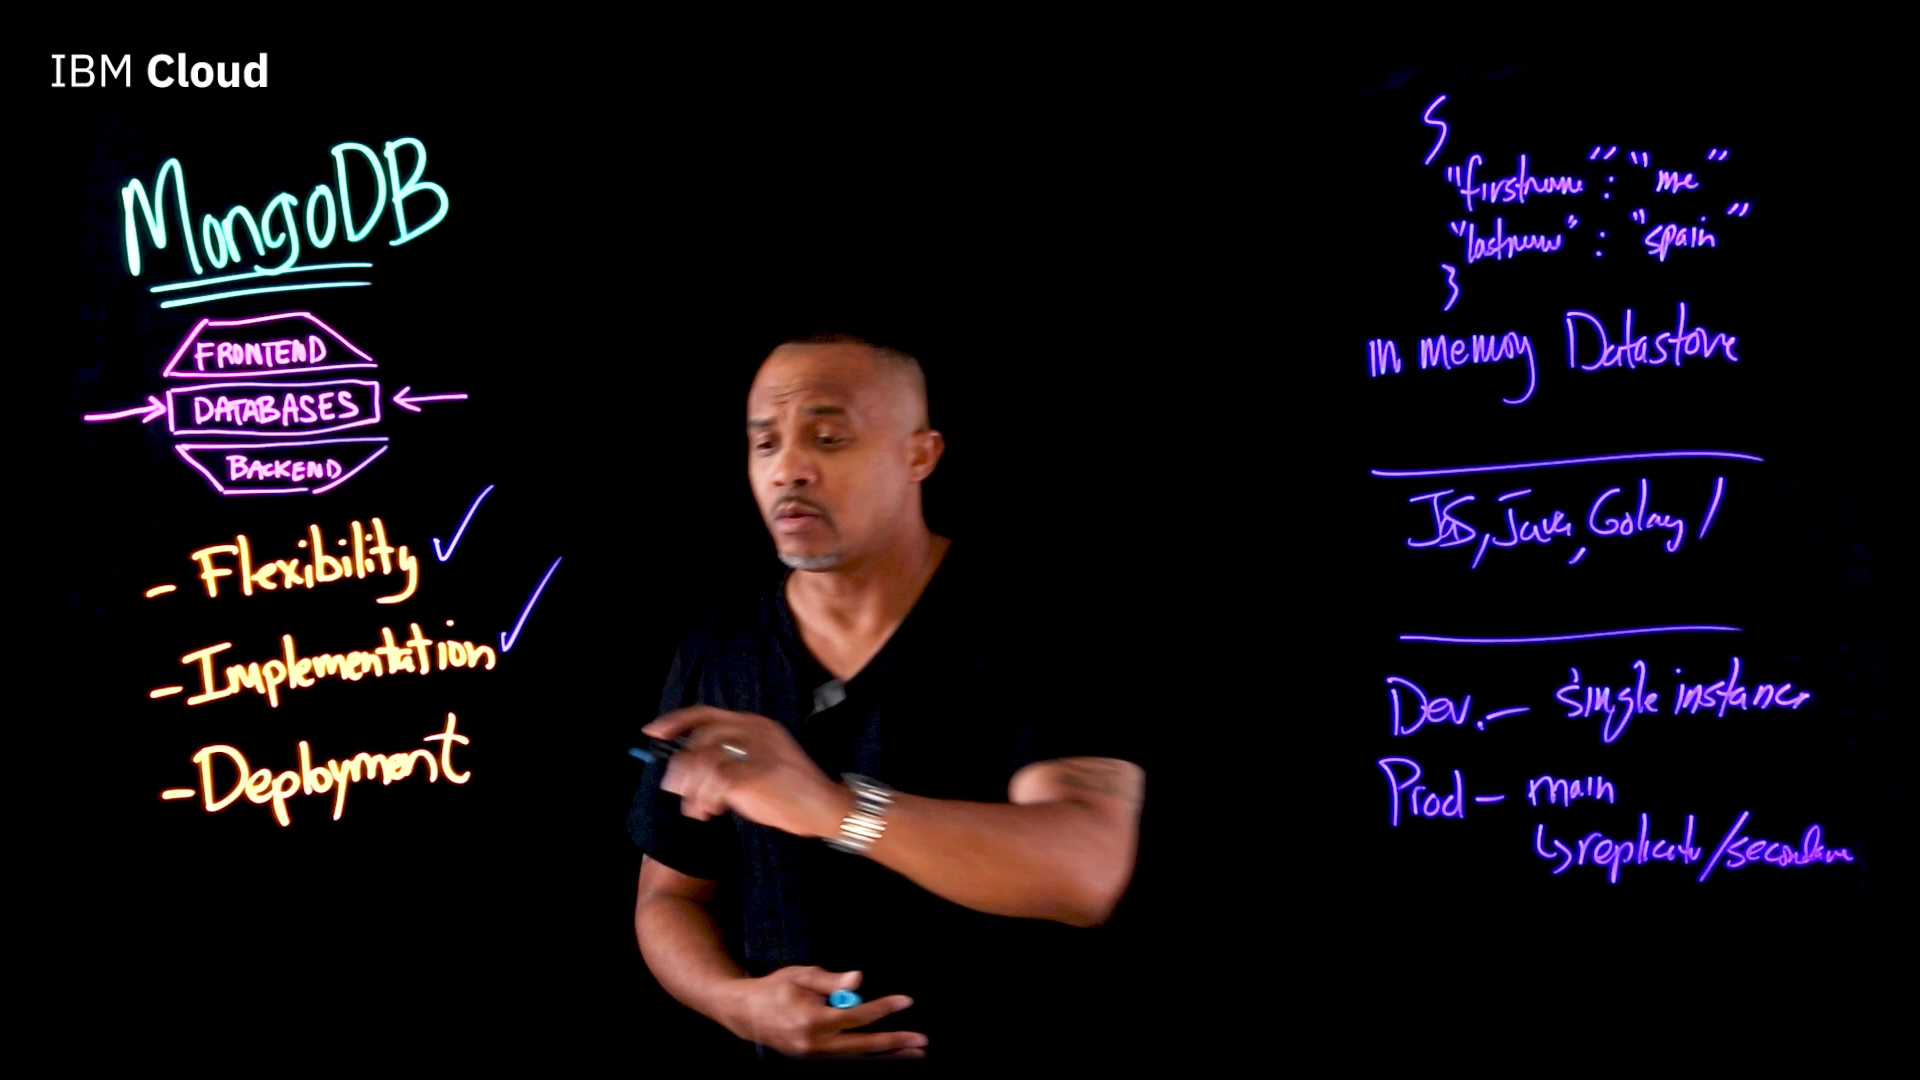 IBM Cloud
MongoDB
FRONTEND
DATABASES
BACKEND
- Flexibility ✓
- Implementation ✓
- Deployment
{
"firstname" : "me"
"lastname" : "spain"
}
in memory Datastore
JS, Java, Golang /
Dev. - single instance
Prod - main
↳ replicate/secondary